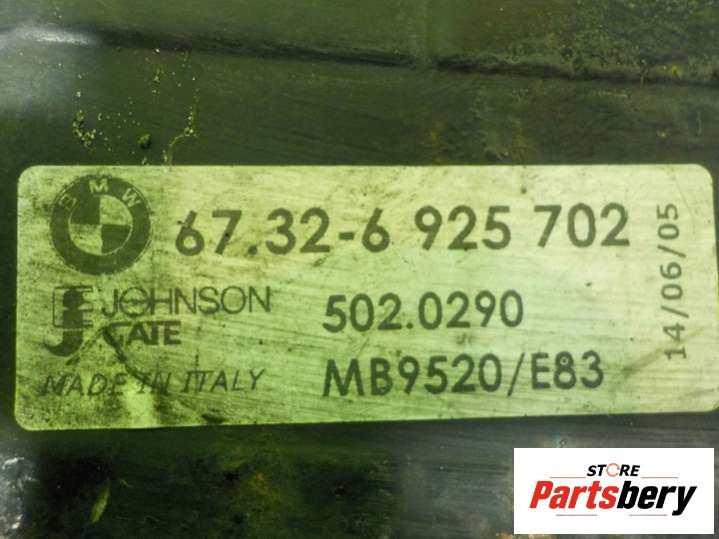 BMW
67.32-6 925 702
JOHNSON
GATE
502.0290
MADE IN ITALY
MB9520/E83
14/06/05
STORE
Partsbery